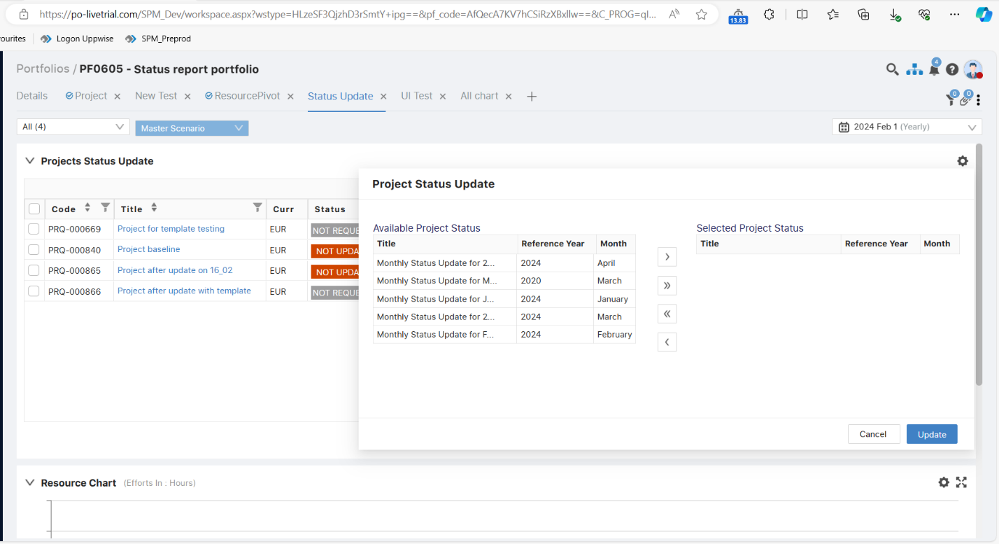 https://po-livetrial.com/SPM_Dev/workspace.aspx?wstype=HLzeSF3QjzhD3rSmtY+ipg==&pf_code=AfQecA7KV7hCSiRzXBxllw==&C_PROG=qI...
13.83
ourites
Logon Uppwise
SPM_Preprod
Portfolios / PF0605 - Status report portfolio
4
Details
Project
New Test
ResourcePivot
Status Update
UI Test
All chart
0
0
All (4)
Master Scenario
2024 Feb 1 (Yearly)
Projects Status Update
Code Title Curr Status
PRQ-000669 Project for template testing EUR NOT REQUE
PRQ-000840 Project baseline EUR NOT UPDA
PRQ-000865 Project after update on 16_02 EUR NOT UPDA
PRQ-000866 Project after update with template EUR NOT REQUE
Project Status Update
Available Project Status
Title Reference Year Month
Monthly Status Update for 2... 2024 April
Monthly Status Update for M... 2020 March
Monthly Status Update for J... 2024 January
Monthly Status Update for 2... 2024 March
Monthly Status Update for F... 2024 February
Selected Project Status
Title Reference Year Month
Cancel
Update
Resource Chart (Efforts In : Hours)